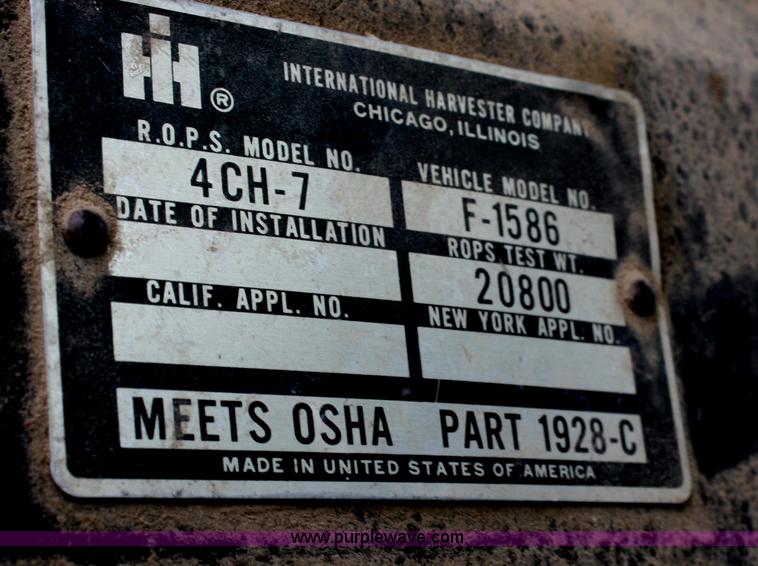 IH ®
INTERNATIONAL HARVESTER COMPANY
CHICAGO, ILLINOIS
R.O.P.S. MODEL NO.
4CH-7
VEHICLE MODEL NO.
F-1586
DATE OF INSTALLATION
ROPS TEST WT.
20800
CALIF. APPL. NO.
NEW YORK APPL. NO.
MEETS OSHA PART 1928-C
MADE IN UNITED STATES OF AMERICA
www.purplewave.com